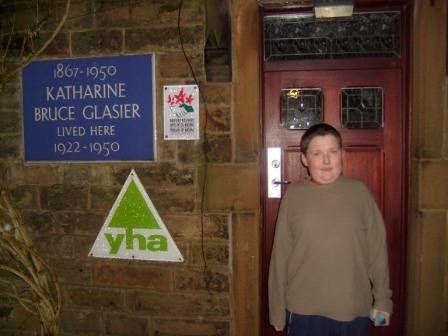 1867-1950
KATHARINE
BRUCE GLASIER
LIVED HERE
1922-1950
yha